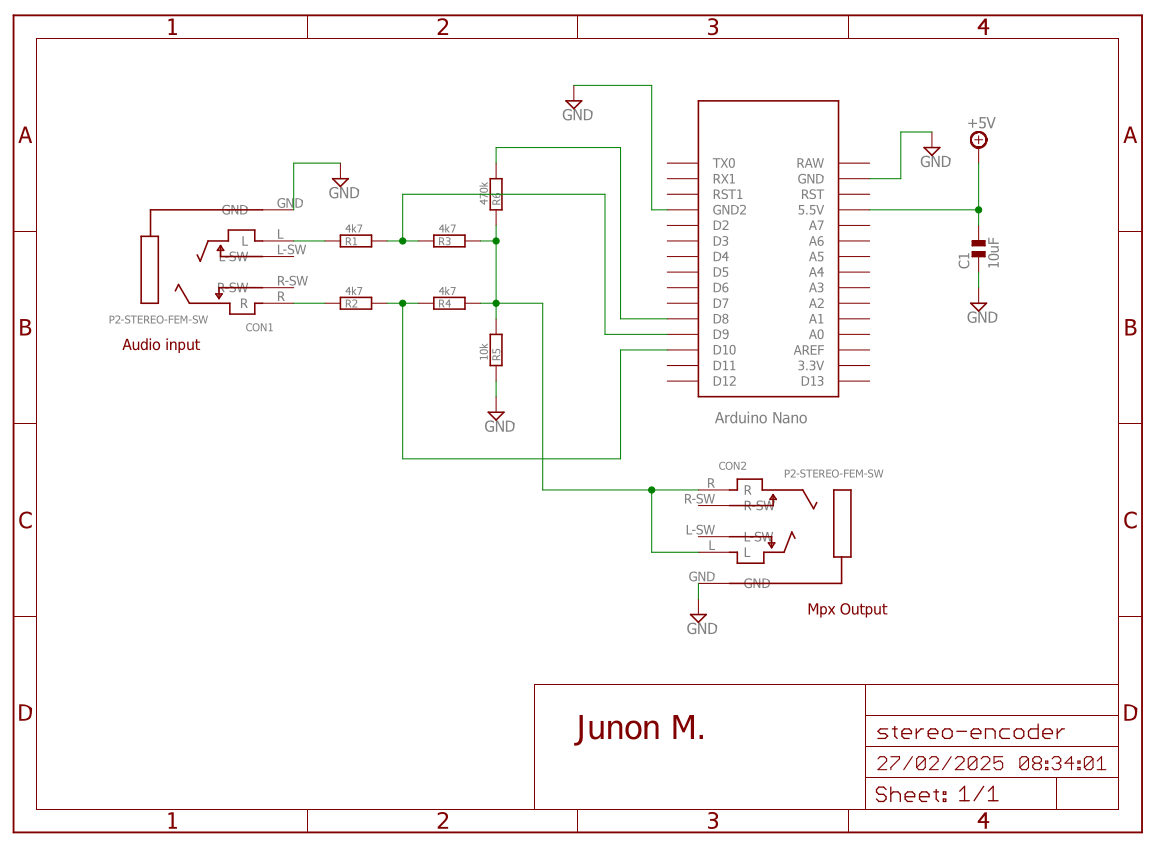 1 2 3 4
A A
B B
C C
D D
GND
GND
+5V
GND
TX0 RAW
RX1 GND
RST1 RST
GND2 5.5V
D2 A7
D3 A6
D4 A5
D5 A4
D6 A3
D7 A2
D8 A1
D9 A0
D10 AREF
D11 3.3V
D12 D13
Arduino Nano
C1
10uF
GND
470k
R6
GND GND
L L
L-SW L-SW
R-SW R-SW
R R
4k7
R1
4k7
R3
4k7
R2
4k7
R4
P2-STEREO-FEM-SW
CON1
Audio input
10k
R5
GND
CON2
P2-STEREO-FEM-SW
R R
R-SW R-SW
L-SW L-SW
L L
GND GND
GND
Mpx Output
Junon M.
stereo-encoder
27/02/2025 08:34:01
Sheet: 1/1
1 2 3 4